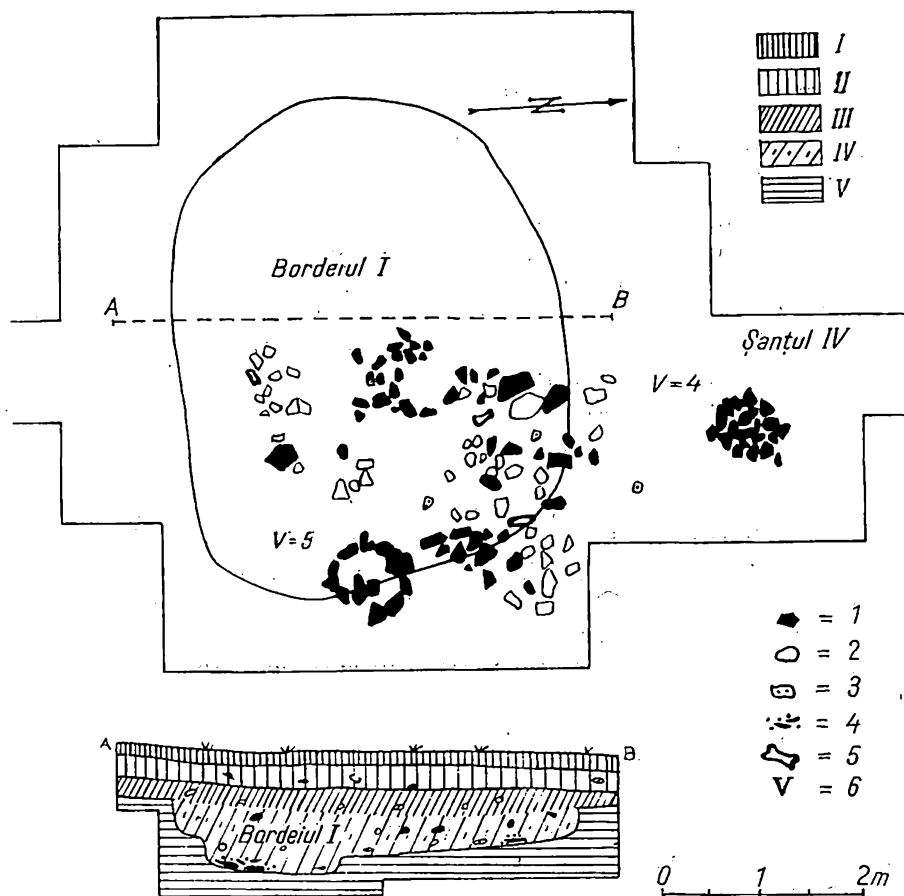 I
II
III
IV
V
Bordeiul I
A B
Șanțul IV
V=4
V=5
= 1
= 2
= 3
= 4
= 5
V = 6
A B
Bordeiul I
0 1 2m